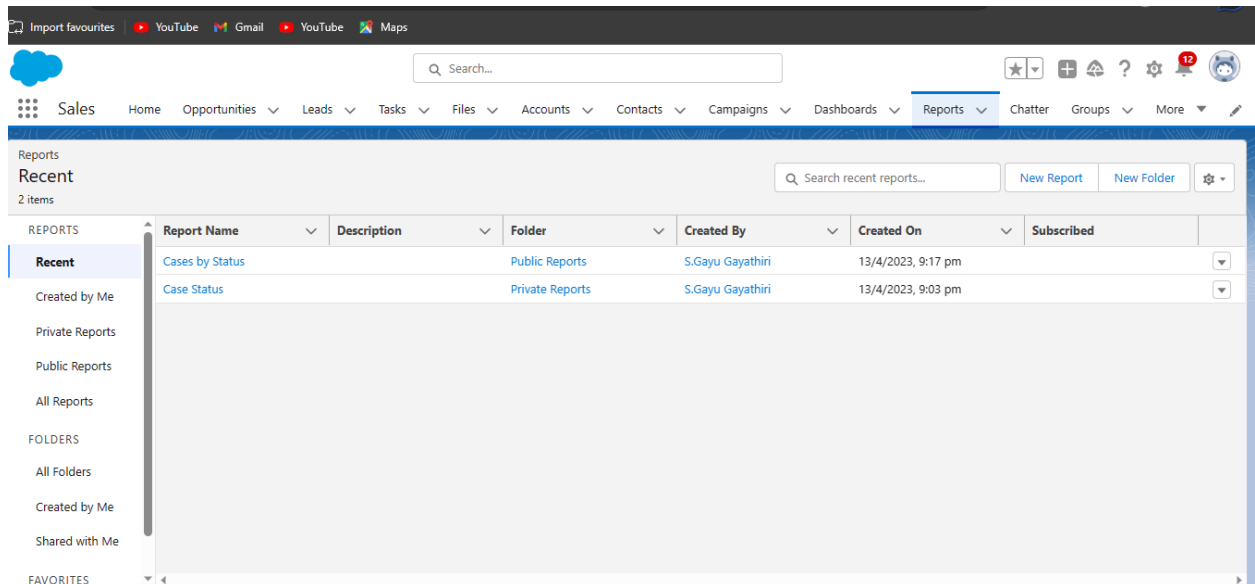 Import favourites YouTube Gmail YouTube Maps
Search... 12
Sales Home Opportunities Leads Tasks Files Accounts Contacts Campaigns Dashboards Reports Chatter Groups More
Reports
Recent
2 items
Search recent reports... New Report New Folder
REPORTS Report Name Description Folder Created By Created On Subscribed
Recent Cases by Status Public Reports S.Gayu Gayathiri 13/4/2023, 9:17 pm
Created by Me Case Status Private Reports S.Gayu Gayathiri 13/4/2023, 9:03 pm
Private Reports
Public Reports
All Reports
FOLDERS
All Folders
Created by Me
Shared with Me
FAVORITES